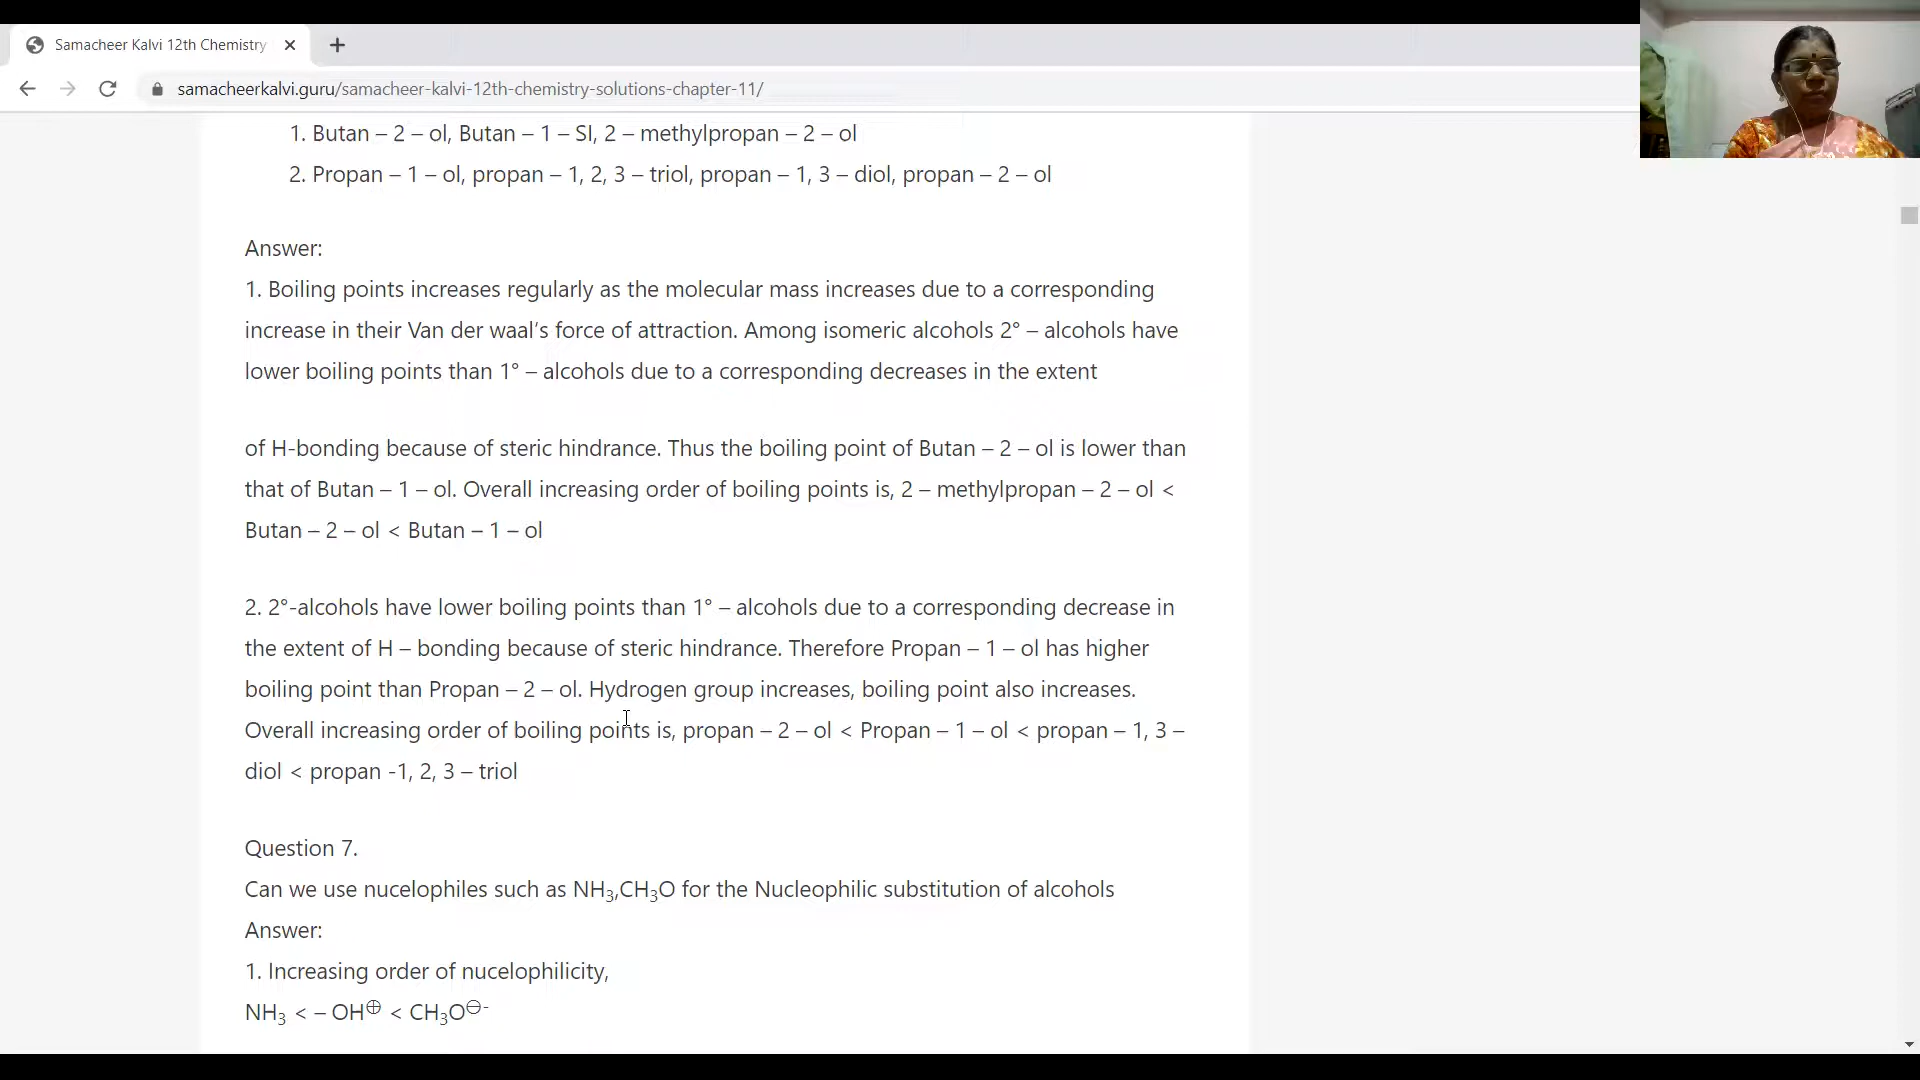 Samacheer Kalvi 12th Chemistry
samacheerkalvi.guru/samacheer-kalvi-12th-chemistry-solutions-chapter-11/
1. Butan – 2 – ol, Butan – 1 – SI, 2 – methylpropan – 2 – ol
2. Propan – 1 – ol, propan – 1, 2, 3 – triol, propan – 1, 3 – diol, propan – 2 – ol
Answer:
1. Boiling points increases regularly as the molecular mass increases due to a corresponding
increase in their Van der waal’s force of attraction. Among isomeric alcohols 2° – alcohols have
lower boiling points than 1° – alcohols due to a corresponding decreases in the extent
of H-bonding because of steric hindrance. Thus the boiling point of Butan – 2 – ol is lower than
that of Butan – 1 – ol. Overall increasing order of boiling points is, 2 – methylpropan – 2 – ol <
Butan – 2 – ol < Butan – 1 – ol
2. 2°-alcohols have lower boiling points than 1° – alcohols due to a corresponding decrease in
the extent of H – bonding because of steric hindrance. Therefore Propan – 1 – ol has higher
boiling point than Propan – 2 – ol. Hydrogen group increases, boiling point also increases.
Overall increasing order of boiling points is, propan – 2 – ol < Propan – 1 – ol < propan – 1, 3 –
diol < propan -1, 2, 3 – triol
Question 7.
Can we use nucelophiles such as NH₃,CH₃O for the Nucleophilic substitution of alcohols
Answer:
1. Increasing order of nucelophilicity,
NH₃ < – OH⊕ < CH₃O⊖-